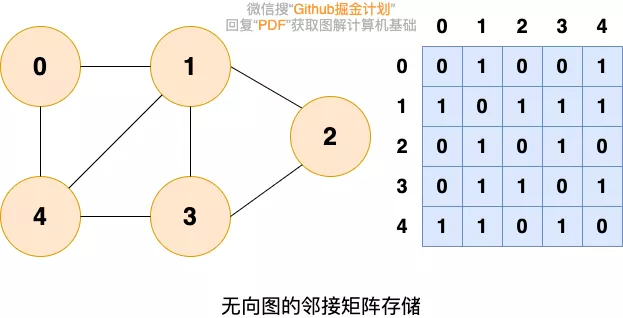 微信搜“Github掘金计划”
回复“PDF”获取图解计算机基础
0 1 2 3 4
0 0 1 0 0 1
1 1 0 1 1 1
2 0 1 0 1 0
3 0 1 1 0 1
4 1 1 0 1 0
0
1
2
4
3
无向图的邻接矩阵存储